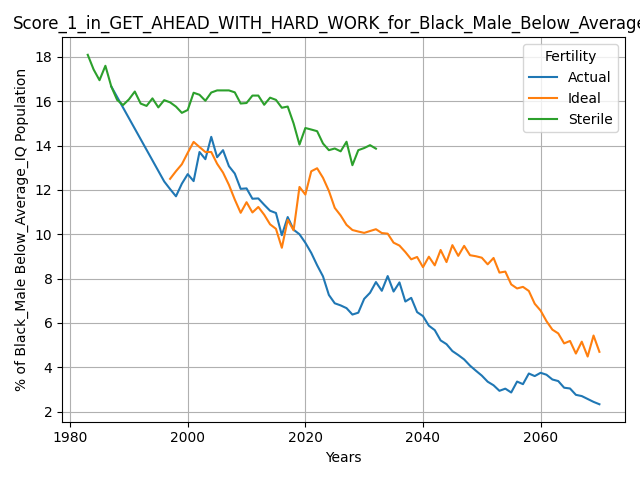 Score_1_in_GET_AHEAD_WITH_HARD_WORK_for_Black_Male_Below_Average
Fertility
Actual
Ideal
Sterile
% of Black_Male Below_Average_IQ Population
18
16
14
12
10
8
6
4
2
1980
2000
2020
2040
2060
Years